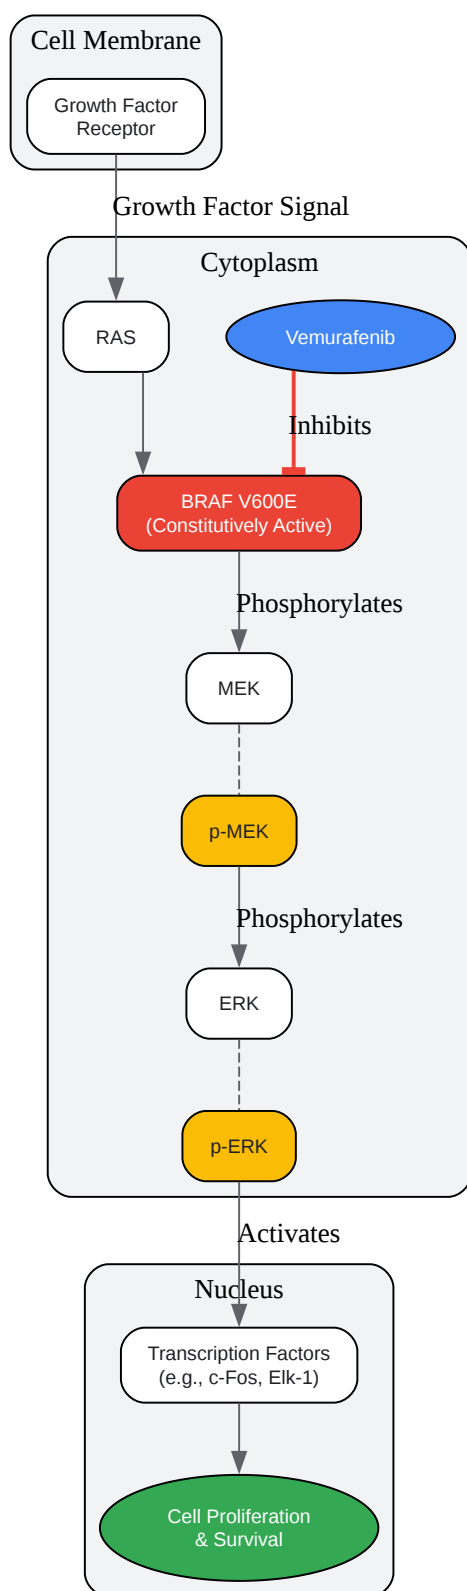 Cell Membrane
Growth Factor
Receptor
Growth Factor Signal
Cytoplasm
RAS
Vemurafenib
Inhibits
BRAF V600E
(Constitutively Active)
Phosphorylates
MEK
p-MEK
Phosphorylates
ERK
p-ERK
Activates
Nucleus
Transcription Factors
(e.g., c-Fos, Elk-1)
Cell Proliferation
& Survival